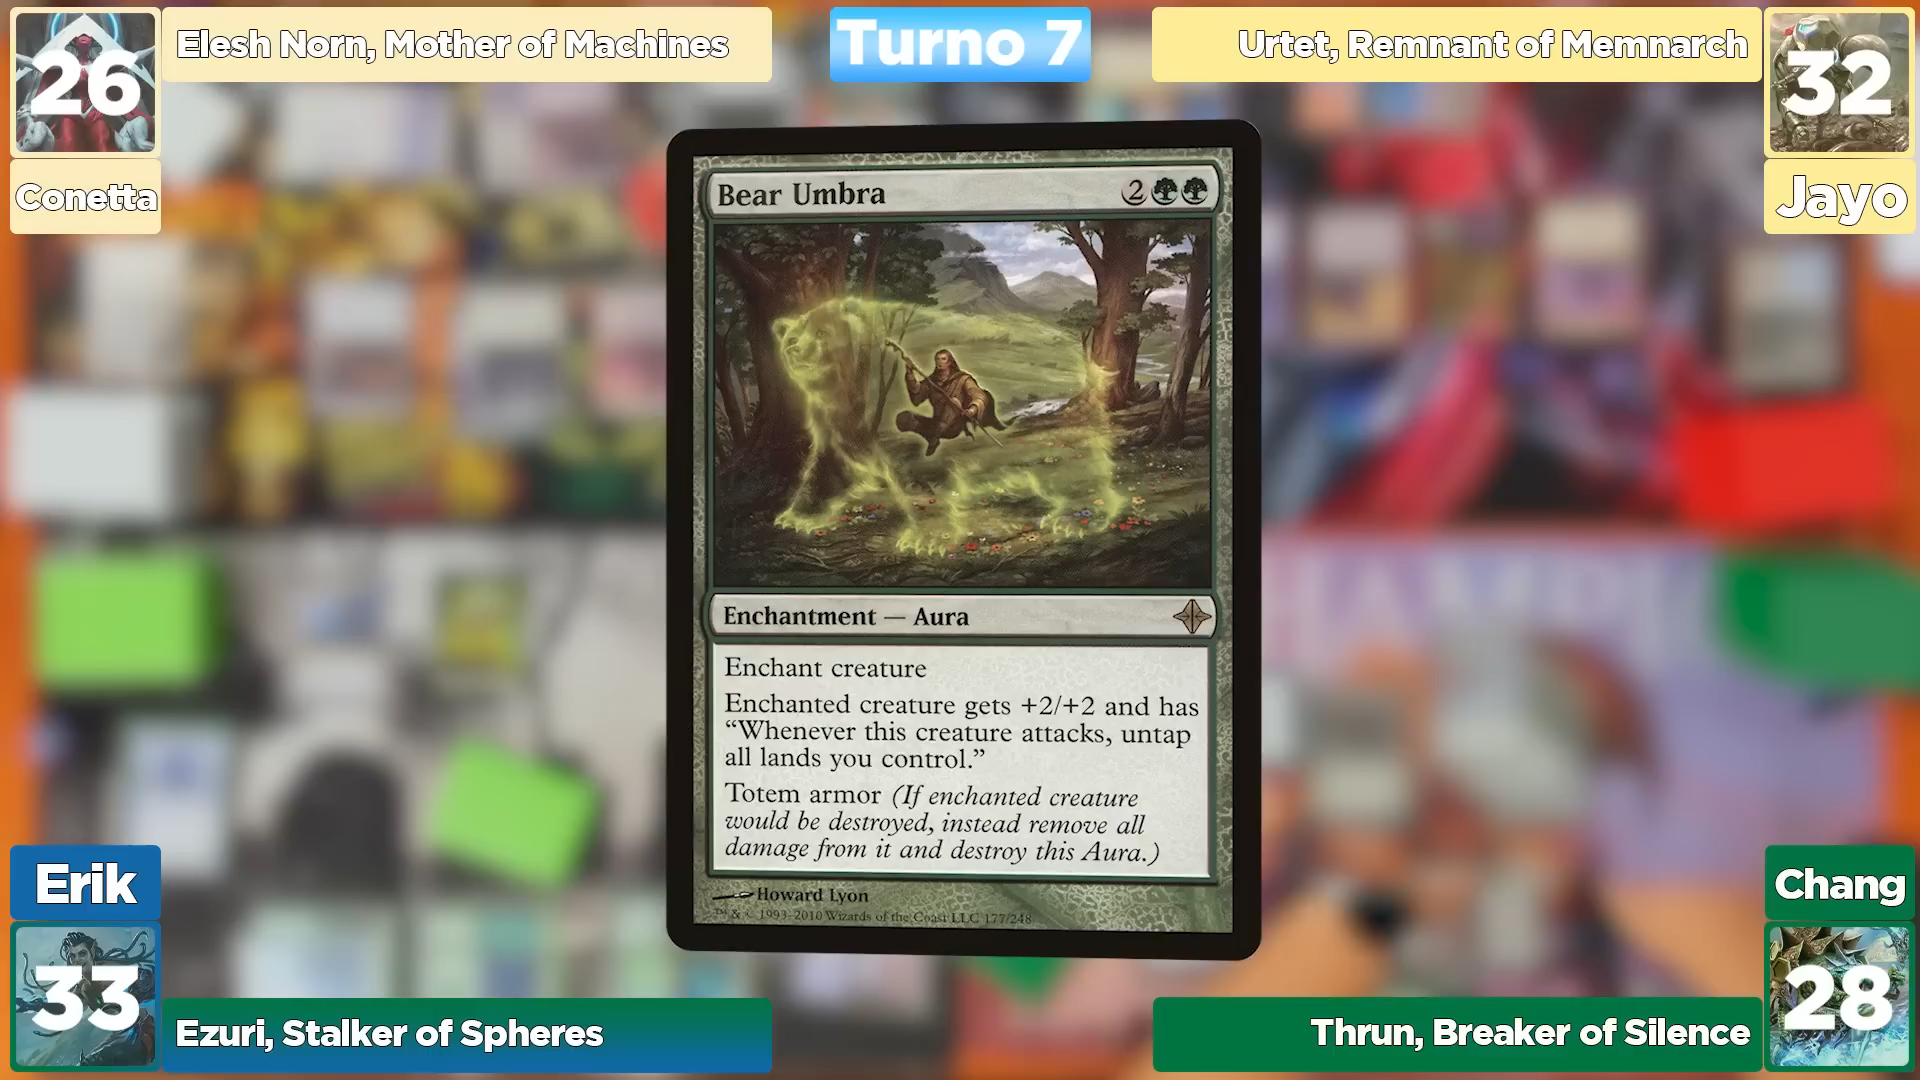 26
Elesh Norn, Mother of Machines
Conetta
Turno 7
Urtet, Remnant of Memnarch
32
Jayo
Bear Umbra
2
Enchantment — Aura
Enchant creature
Enchanted creature gets +2/+2 and has
“Whenever this creature attacks, untap
all lands you control.”
Totem armor (If enchanted creature
would be destroyed, instead remove all
damage from it and destroy this Aura.)
Howard Lyon
™ & © 1993–2010 Wizards of the Coast LLC 177/248
Erik
33
Ezuri, Stalker of Spheres
Chang
28
Thrun, Breaker of Silence